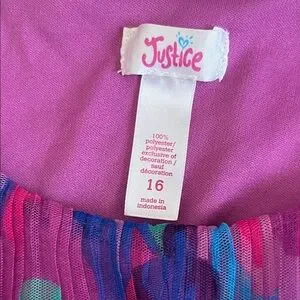 Justice
100%
polyester/
polyester
exclusive of
decoration /
sauf
décoration
16
made in
indonesia